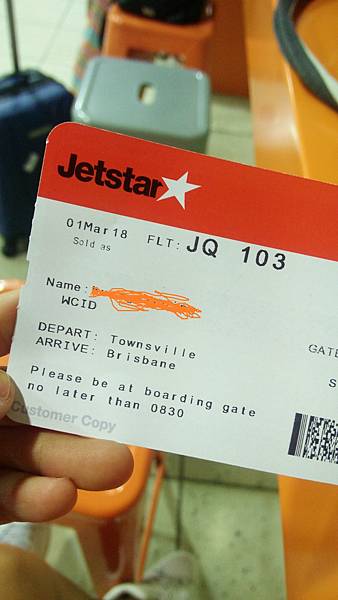 Jetstar
01Mar18 FLT: JQ 103
Sold as
Name:
WCID
DEPART: Townsville
ARRIVE: Brisbane
GATE
S
Please be at boarding gate
no later than 0830
Customer Copy